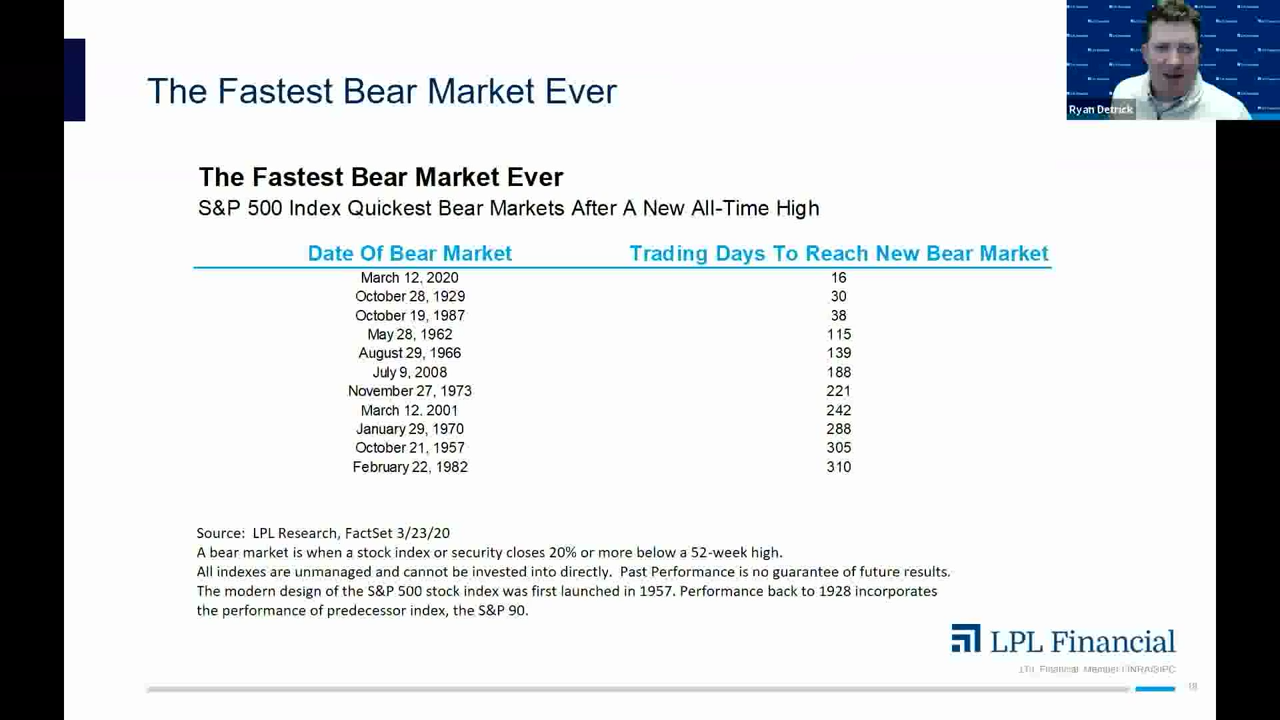 The Fastest Bear Market Ever
Ryan Detrick
The Fastest Bear Market Ever
S&P 500 Index Quickest Bear Markets After A New All-Time High
Date Of Bear Market Trading Days To Reach New Bear Market
March 12, 2020 16
October 28, 1929 30
October 19, 1987 38
May 28, 1962 115
August 29, 1966 139
July 9, 2008 188
November 27, 1973 221
March 12. 2001 242
January 29, 1970 288
October 21, 1957 305
February 22, 1982 310
Source: LPL Research, FactSet 3/23/20
A bear market is when a stock index or security closes 20% or more below a 52-week high.
All indexes are unmanaged and cannot be invested into directly. Past Performance is no guarantee of future results.
The modern design of the S&P 500 stock index was first launched in 1957. Performance back to 1928 incorporates
the performance of predecessor index, the S&P 90.
LPL Financial
Financial Member